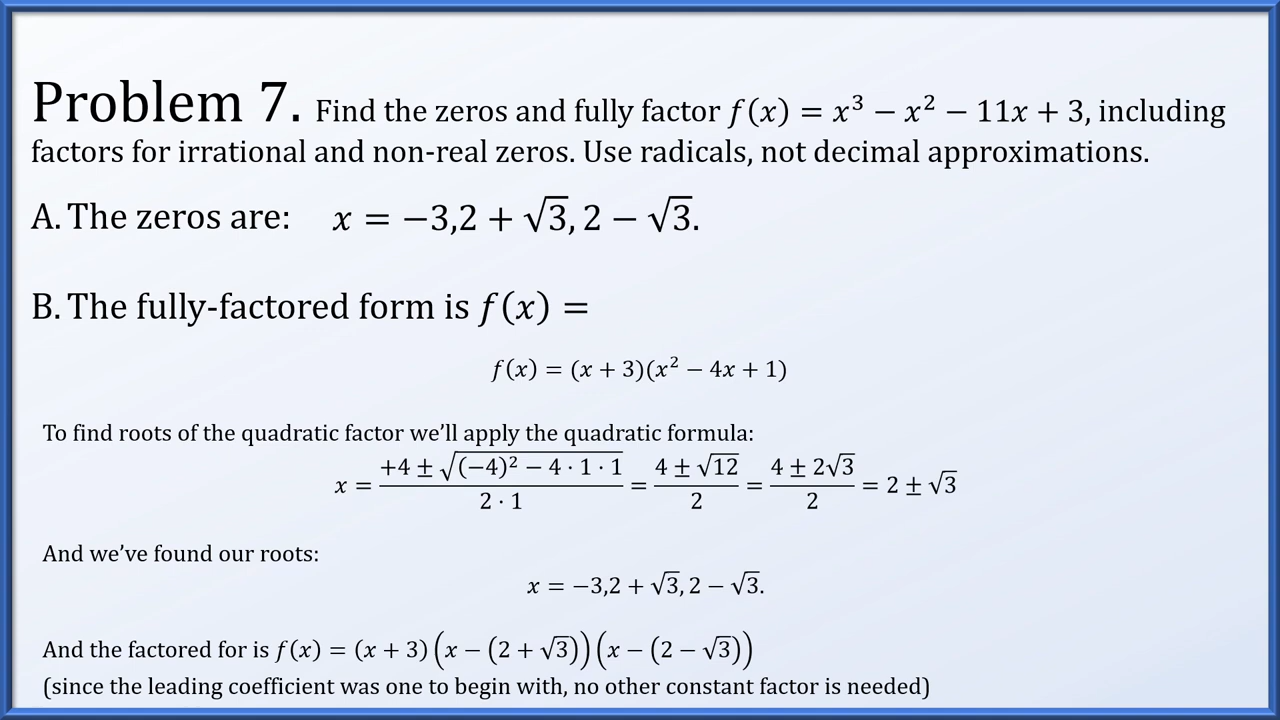 Problem 7. Find the zeros and fully factor f(x) = x³ − x² − 11x + 3, including
factors for irrational and non-real zeros. Use radicals, not decimal approximations.
A. The zeros are: x = −3,2 + √3, 2 − √3.
B. The fully-factored form is f(x) =
f(x) = (x + 3)(x² − 4x + 1)
To find roots of the quadratic factor we’ll apply the quadratic formula:
x = (+4 ± √((−4)² − 4 · 1 · 1))/(2 · 1) = (4 ± √12)/2 = (4 ± 2√3)/2 = 2 ± √3
And we’ve found our roots:
x = −3,2 + √3, 2 − √3.
And the factored for is f(x) = (x + 3)(x − (2 + √3))(x − (2 − √3))
(since the leading coefficient was one to begin with, no other constant factor is needed)